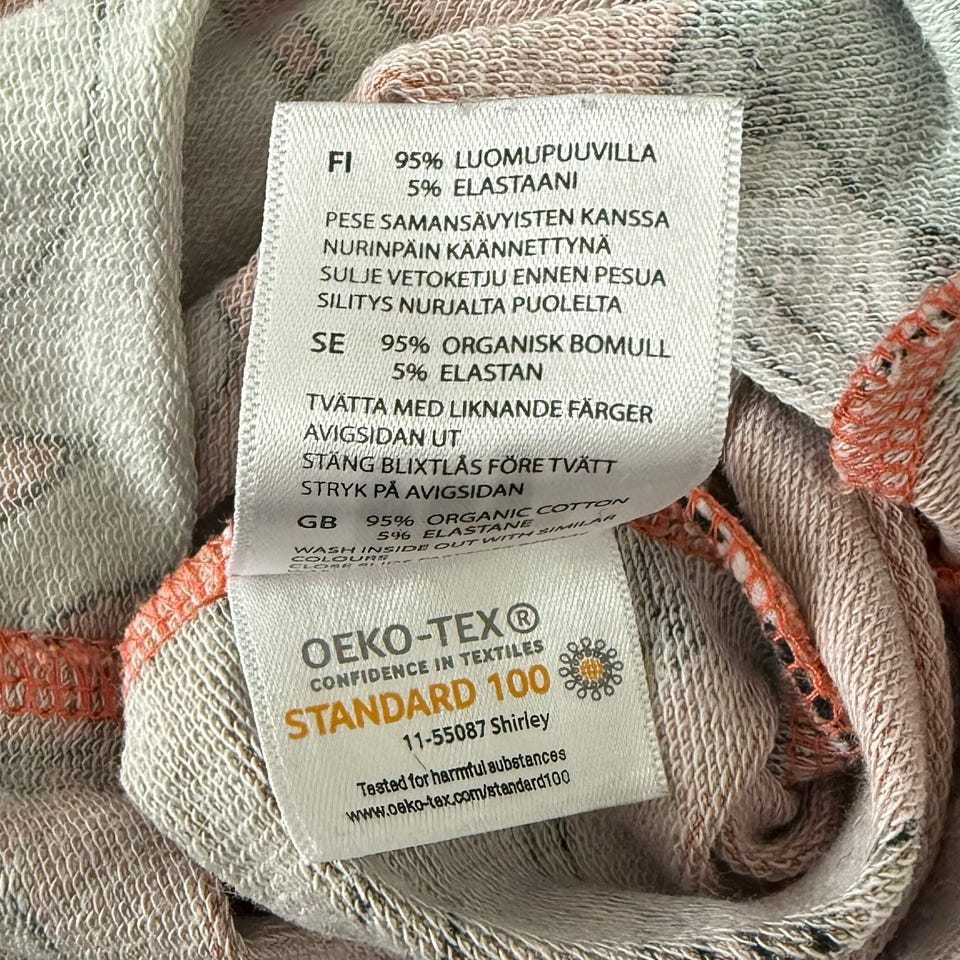 FI 95% LUOMUPUUVILLA
5% ELASTAANI
PESE SAMANSÄVYISTEN KANSSA
NURINPÄIN KÄÄNNETTYNÄ
SULJE VETOKETJU ENNEN PESUA
SILITYS NURJALTA PUOLELTA
SE 95% ORGANISK BOMULL
5% ELASTAN
TVÄTTA MED LIKNANDE FÄRGER
AVIGSIDAN UT
STÄNG BLIXTLÅS FÖRE TVÄTT
STRYK PÅ AVIGSIDAN
GB 95% ORGANIC COTTON
5% ELASTANE
WASH INSIDE OUT WITH SIMILAR
COLOURS
OEKO-TEX®
CONFIDENCE IN TEXTILES
STANDARD 100
11-55087 Shirley
Tested for harmful substances
www.oeko-tex.com/standard100